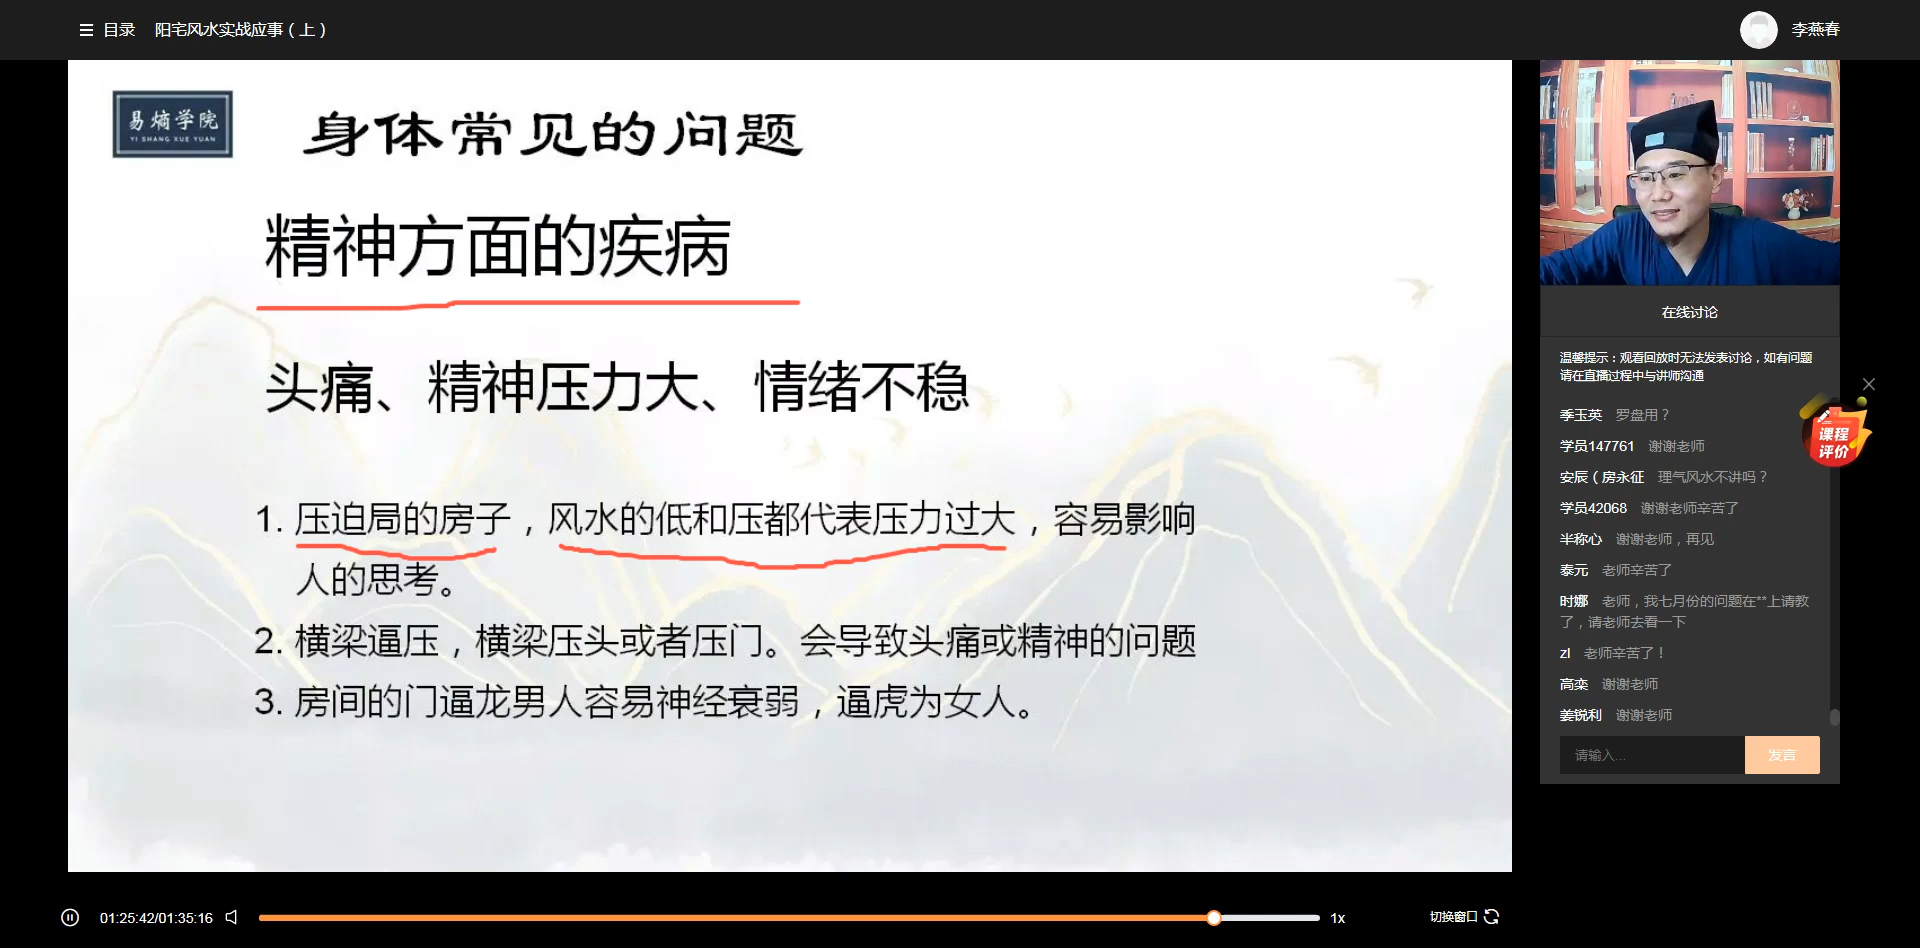 目录 阳宅风水实战应事（上）
李燕春
易熵学院
YI SHANG XUE YUAN
身体常见的问题
精神方面的疾病
头痛、精神压力大、情绪不稳
1. 压迫局的房子，风水的低和压都代表压力过大，容易影响
人的思考。
2. 横梁逼压，横梁压头或者压门。会导致头痛或精神的问题
3. 房间的门逼龙男人容易神经衰弱，逼虎为女人。
在线讨论
温馨提示：观看回放时无法发表讨论，如有问题
请在直播过程中与讲师沟通
季玉英 罗盘用？
学员147761 谢谢老师
安辰（房永征 理气风水不讲吗？
学员42068 谢谢老师辛苦了
半称心 谢谢老师，再见
泰元 老师辛苦了
时娜 老师，我七月份的问题在**上请教
了，请老师去看一下
zl 老师辛苦了！
高栾 谢谢老师
姜锐利 谢谢老师
课程
评价
请输入...
发言
01:25:42/01:35:16
1x
切换窗口